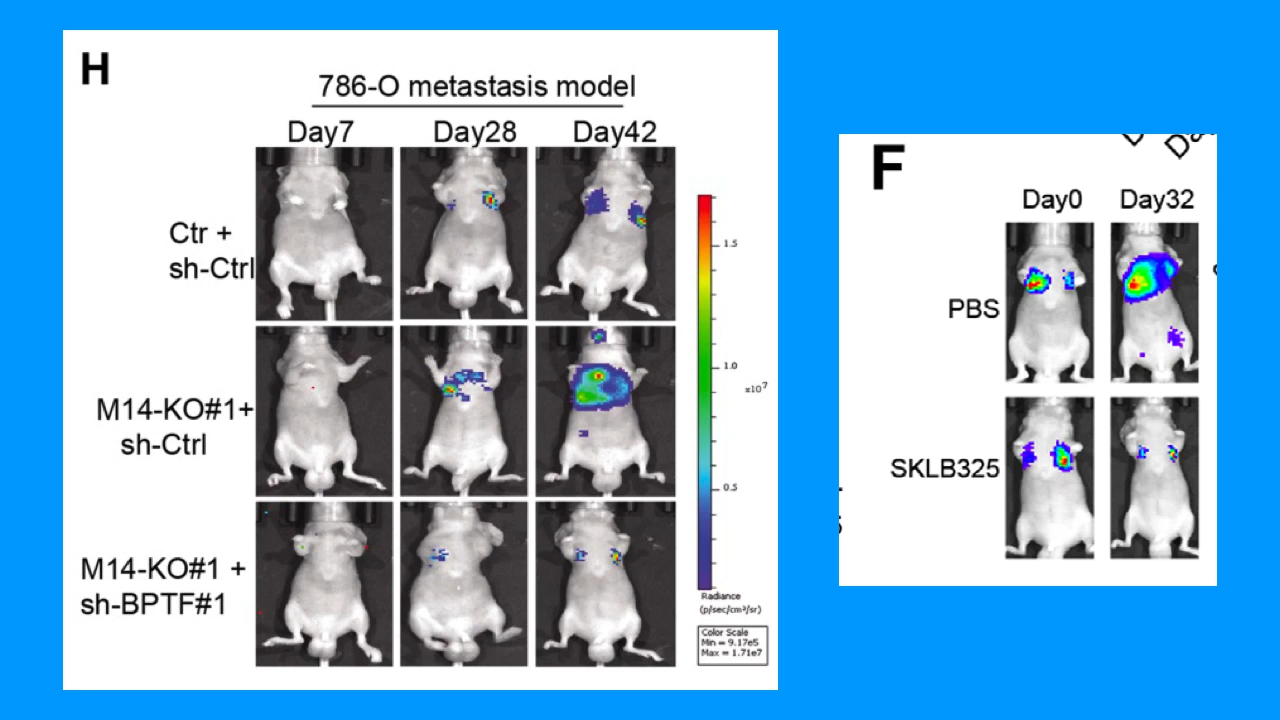 H
786-O metastasis model
Day7 Day28 Day42
Ctr +
sh-Ctrl
M14-KO#1+
sh-Ctrl
M14-KO#1 +
sh-BPTF#1
1.5
1.0
x10⁷
0.5
Radiance
(p/sec/cm²/sr)
Color Scale
Min = 9.17e5
Max = 1.71e7
F
Day0 Day32
PBS
SKLB325